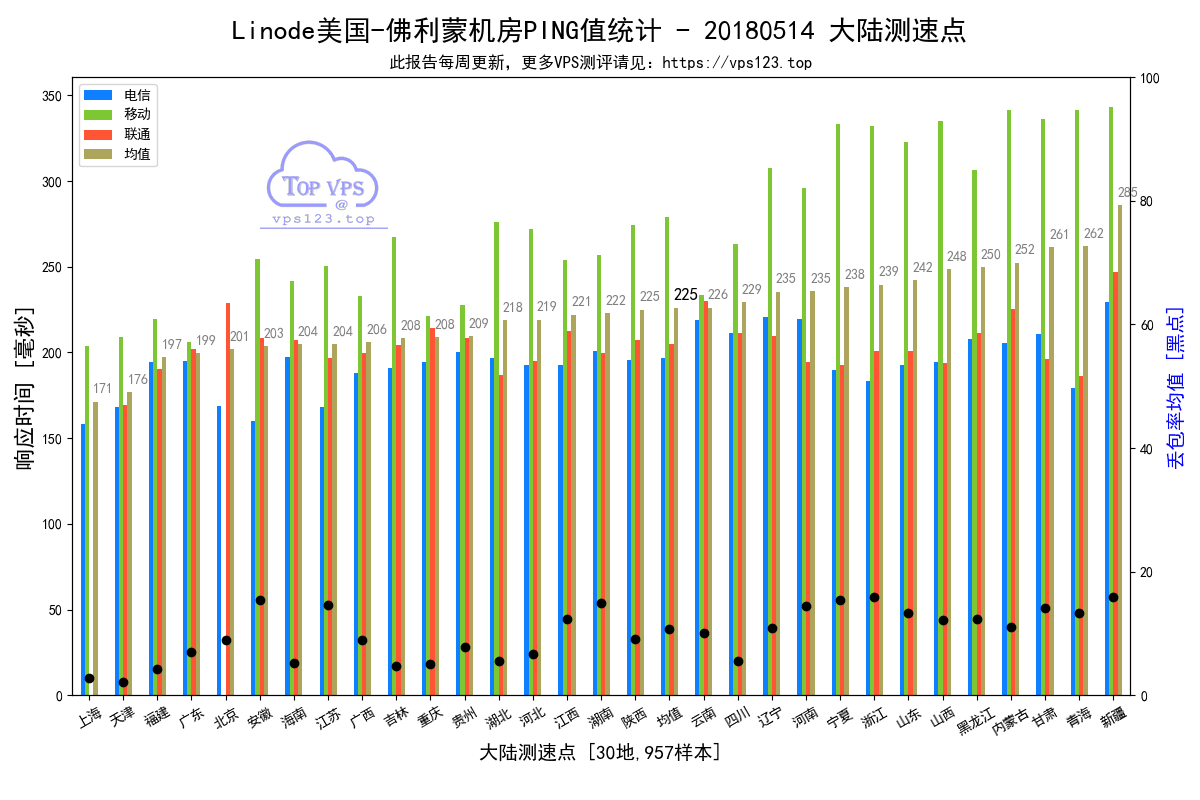 Linode美国-佛利蒙机房PING值统计 - 20180514 大陆测速点
此报告每周更新，更多VPS测评请见：https://vps123.top
电信
移动
联通
均值
TOP VPS
@
vps123.top
响应时间 [毫秒]
350
300
250
200
150
100
50
0
100
80
60
40
20
0
丢包率均值 [黑点]
171
176
197
199
201
203
204
204
206
208
208
209
218
219
221
222
225
225
226
229
235
235
238
239
242
248
250
252
261
262
285
上海
天津
福建
广东
北京
安徽
海南
江苏
广西
吉林
重庆
贵州
湖北
河北
江西
湖南
陕西
均值
云南
四川
辽宁
河南
宁夏
浙江
山东
山西
黑龙江
内蒙古
甘肃
青海
新疆
大陆测速点 [30地,957样本]